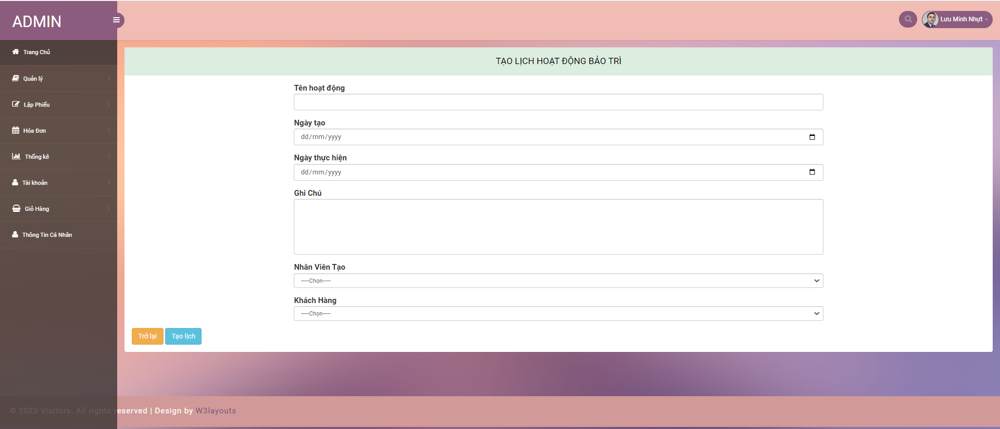 ADMIN
Lưu Minh Nhựt
Trang Chủ
Quản lý
Lập Phiếu
Hóa Đơn
Thống kê
Tài khoản
Giỏ Hàng
Thông Tin Cá Nhân
TẠO LỊCH HOẠT ĐỘNG BẢO TRÌ
Tên hoạt động
Ngày tạo
dd/mm/yyyy
Ngày thực hiện
dd/mm/yyyy
Ghi Chú
Nhân Viên Tạo
-----Chọn-----
Khách Hàng
-----Chọn-----
Trở lại Tạo lịch
© 2023 Visitors. All rights reserved | Design by W3layouts